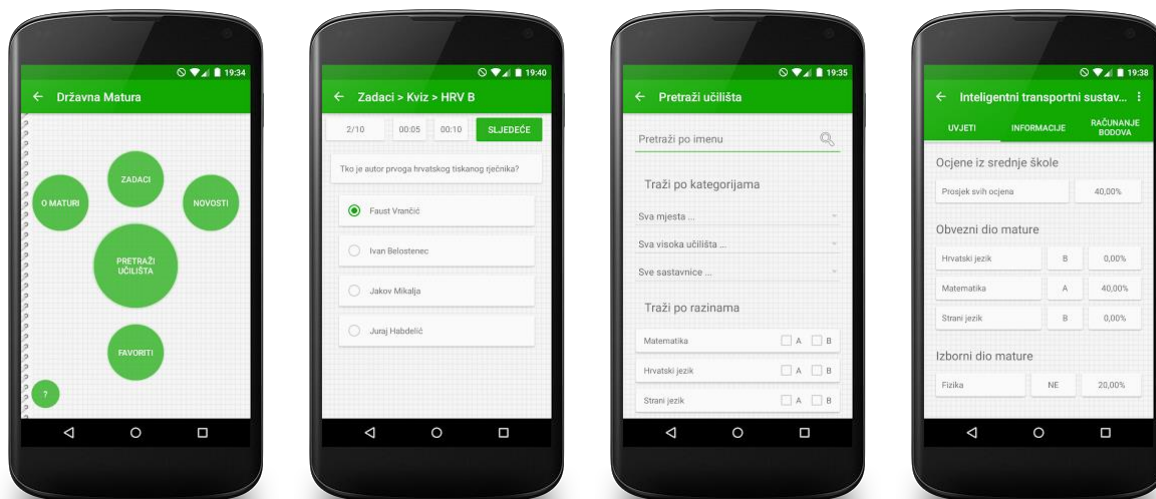 19:34
Državna Matura
ZADACI
O MATURI
NOVOSTI
PRETRAŽI
UČILIŠTA
FAVORITI
?
19:40
Zadaci > Kviz > HRV B
2/10 00:05 00:10 SLJEDEĆE
Tko je autor prvoga hrvatskog tiskanog rječnika?
Faust Vrančić
Ivan Belostenec
Jakov Mikalja
Juraj Habdelić
19:35
Pretraži učilišta
Pretraži po imenu
Traži po kategorijama
Sva mjesta ...
Sva visoka učilišta ...
Sve sastavnice ...
Traži po razinama
Matematika A B
Hrvatski jezik A B
Strani jezik A B
19:38
Inteligentni transportni sustav...
UVJETI INFORMACIJE RAČUNANJE
BODOVA
Ocjene iz srednje škole
Prosjek svih ocjena 40,00%
Obvezni dio mature
Hrvatski jezik B 0,00%
Matematika A 40,00%
Strani jezik B 0,00%
Izborni dio mature
Fizika NE 20,00%